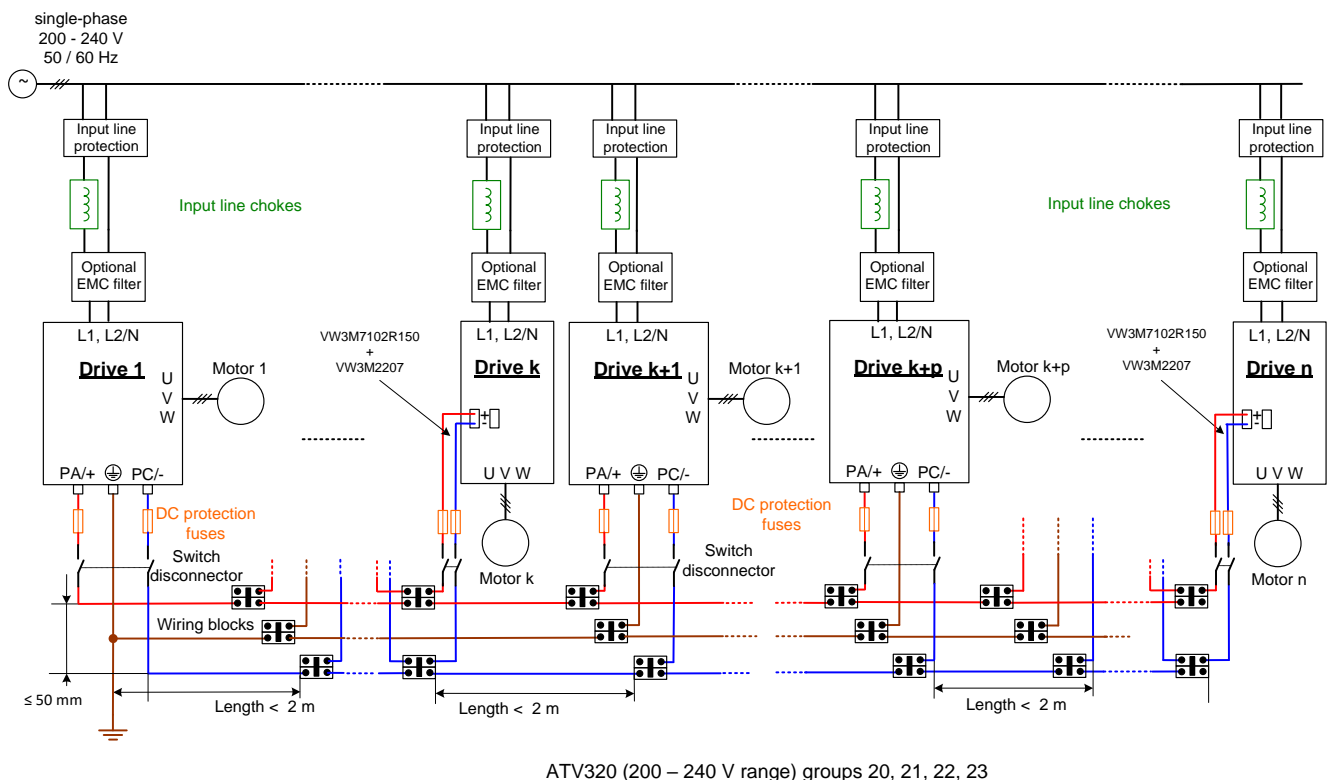 single-phase
200 - 240 V
50 / 60 Hz
~
Input line
protection
Input line
protection
Input line
protection
Input line
protection
Input line
protection
Input line chokes
Input line chokes
Optional
EMC filter
Optional
EMC filter
Optional
EMC filter
Optional
EMC filter
Optional
EMC filter
L1, L2/N
Drive 1
U
V
W
Motor 1
PA/+
PC/-
VW3M7102R150
+
VW3M2207
L1, L2/N
Drive k
+
-
U V W
Motor k
L1, L2/N
Drive k+1
U
V
W
Motor k+1
PA/+
PC/-
L1, L2/N
Drive k+p
U
V
W
Motor k+p
PA/+
PC/-
VW3M7102R150
+
VW3M2207
L1, L2/N
Drive n
+
-
U V W
Motor n
DC protection
fuses
DC protection
fuses
Switch
disconnector
Switch
disconnector
Wiring blocks
≤ 50 mm
Length < 2 m
Length < 2 m
Length < 2 m
ATV320 (200 – 240 V range) groups 20, 21, 22, 23